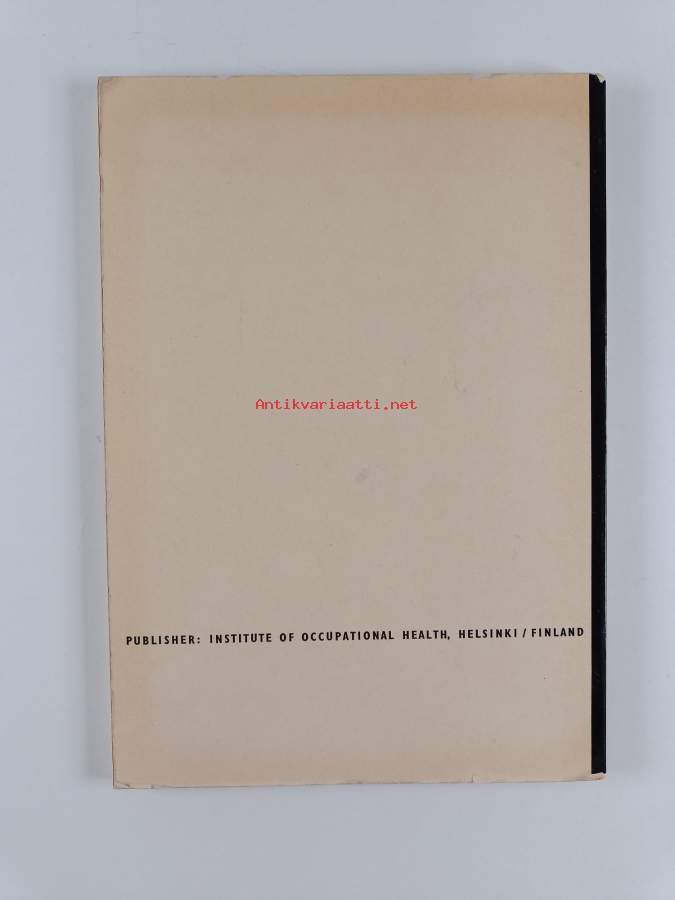 Antikvariaatti.net
PUBLISHER: INSTITUTE OF OCCUPATIONAL HEALTH, HELSINKI / FINLAND